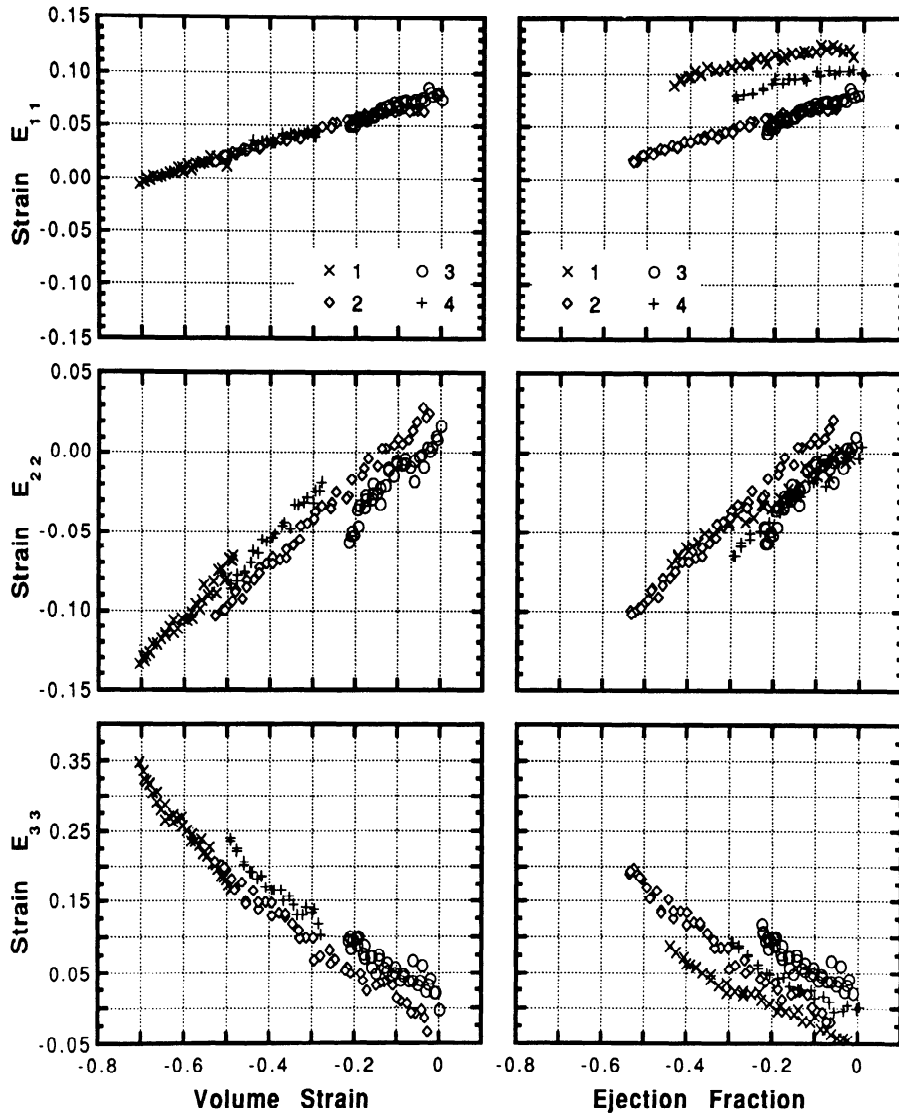 0.15
0.10
0.05
0.00
-0.05
-0.10
-0.15
Strain E11
× 1 ○ 3
◇ 2 + 4
× 1 ○ 3
◇ 2 + 4
0.05
0.00
-0.05
-0.10
-0.15
Strain E22
0.35
0.25
0.15
0.05
-0.05
Strain E33
-0.8 -0.6 -0.4 -0.2 0
-0.8 -0.6 -0.4 -0.2 0
Volume Strain
Ejection Fraction